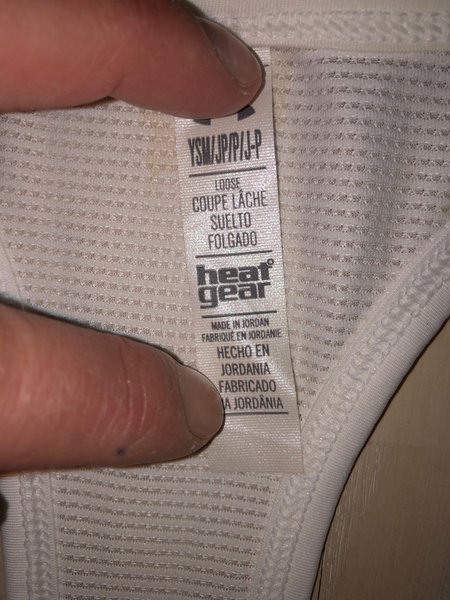 YSM/JP/P/J-P
LOOSE
COUPE LÂCHE
SUELTO
FOLGADO
heat
gear
MADE IN JORDAN
FABRIQUÉ EN JORDANIE
HECHO EN
JORDANIA
FABRICADO
JORDÂNIA